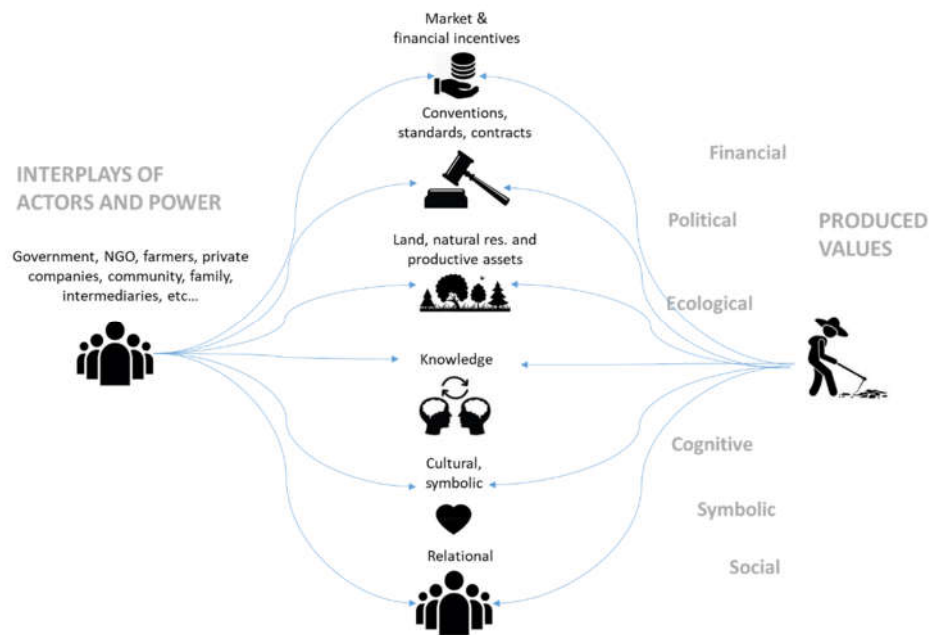 Market &
financial incentives
Conventions,
standards, contracts
Financial
INTERPLAYS OF
ACTORS AND POWER
Political
PRODUCED
VALUES
Government, NGO, farmers, private
companies, community, family,
intermediaries, etc...
Land, natural res. and
productive assets
Ecological
Knowledge
Cognitive
Cultural,
symbolic
Symbolic
Relational
Social